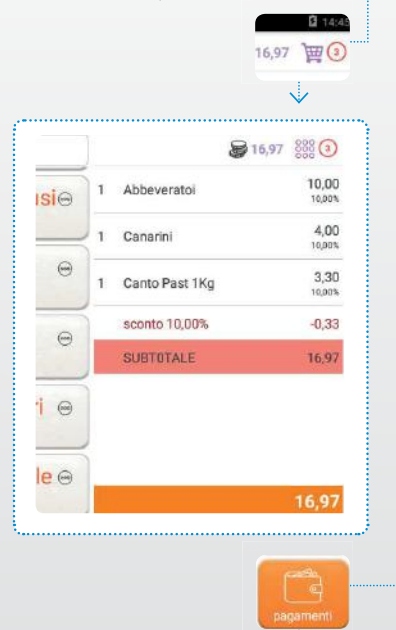 14:45
16,97 3
16,97 3
usi
1 Abbeveratoi 10,00
10,00%
1 Canarini 4,00
10,00%
1 Canto Past 1Kg 3,30
10,00%
sconto 10,00% -0,33
SUBTOTALE 16,97
ri
le
16,97
pagamenti